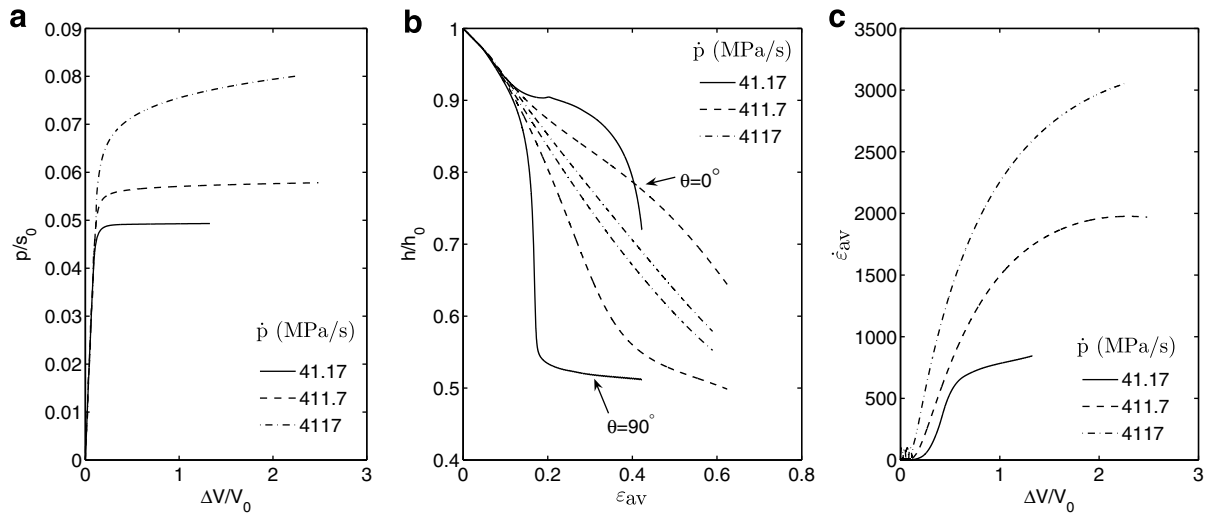 a
0.09
0.08
0.07
0.06
0.05
0.04
0.03
0.02
0.01
0
p/s0
0 1 2 3
ΔV/V0
ṗ (MPa/s)
41.17
411.7
4117
b
1
0.9
0.8
0.7
0.6
0.5
0.4
h/h0
0 0.2 0.4 0.6 0.8
εav
ṗ (MPa/s)
41.17
411.7
4117
θ=0°
θ=90°
c
3500
3000
2500
2000
1500
1000
500
0
ε̇av
0 1 2 3
ΔV/V0
ṗ (MPa/s)
41.17
411.7
4117